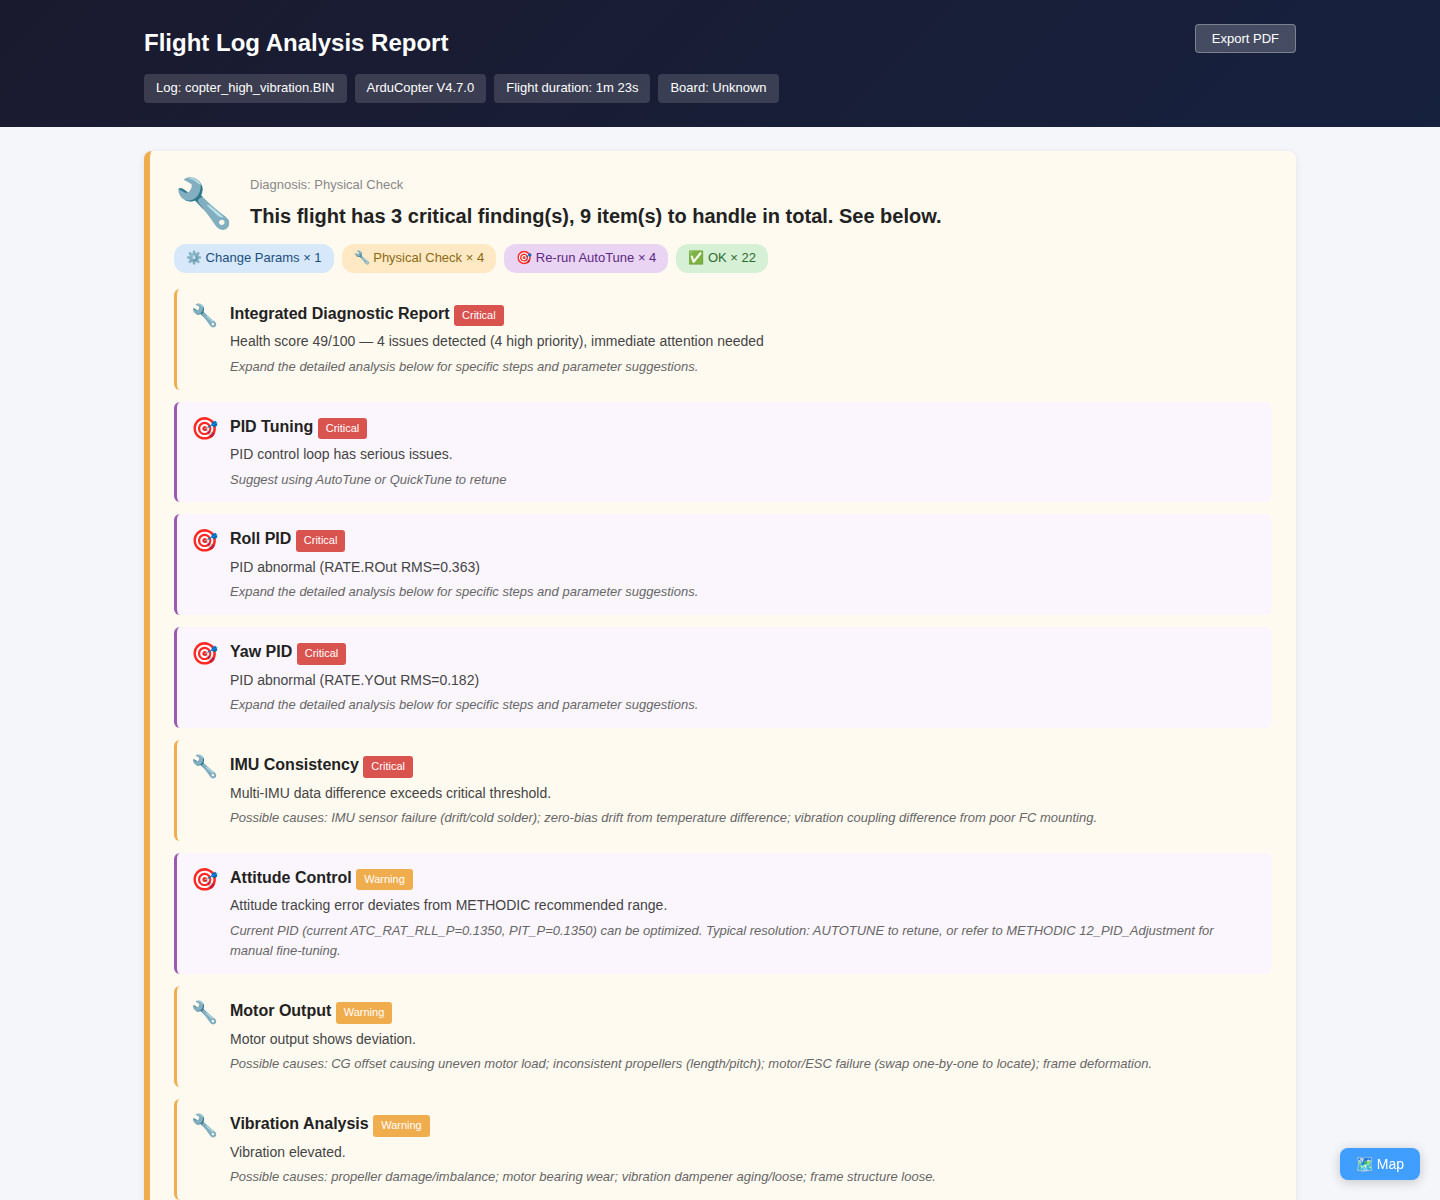 Flight Log Analysis Report
Export PDF
Log: copter_high_vibration.BIN
ArduCopter V4.7.0
Flight duration: 1m 23s
Board: Unknown
Diagnosis: Physical Check
This flight has 3 critical finding(s), 9 item(s) to handle in total. See below.
Change Params × 1
Physical Check × 4
Re-run AutoTune × 4
OK × 22
Integrated Diagnostic Report Critical
Health score 49/100 — 4 issues detected (4 high priority), immediate attention needed
Expand the detailed analysis below for specific steps and parameter suggestions.
PID Tuning Critical
PID control loop has serious issues.
Suggest using AutoTune or QuickTune to retune
Roll PID Critical
PID abnormal (RATE.ROut RMS=0.363)
Expand the detailed analysis below for specific steps and parameter suggestions.
Yaw PID Critical
PID abnormal (RATE.YOut RMS=0.182)
Expand the detailed analysis below for specific steps and parameter suggestions.
IMU Consistency Critical
Multi-IMU data difference exceeds critical threshold.
Possible causes: IMU sensor failure (drift/cold solder); zero-bias drift from temperature difference; vibration coupling difference from poor FC mounting.
Attitude Control Warning
Attitude tracking error deviates from METHODIC recommended range.
Current PID (current ATC_RAT_RLL_P=0.1350, PIT_P=0.1350) can be optimized. Typical resolution: AUTOTUNE to retune, or refer to METHODIC 12_PID_Adjustment for
manual fine-tuning.
Motor Output Warning
Motor output shows deviation.
Possible causes: CG offset causing uneven motor load; inconsistent propellers (length/pitch); motor/ESC failure (swap one-by-one to locate); frame deformation.
Vibration Analysis Warning
Vibration elevated.
Possible causes: propeller damage/imbalance; motor bearing wear; vibration dampener aging/loose; frame structure loose.
Map